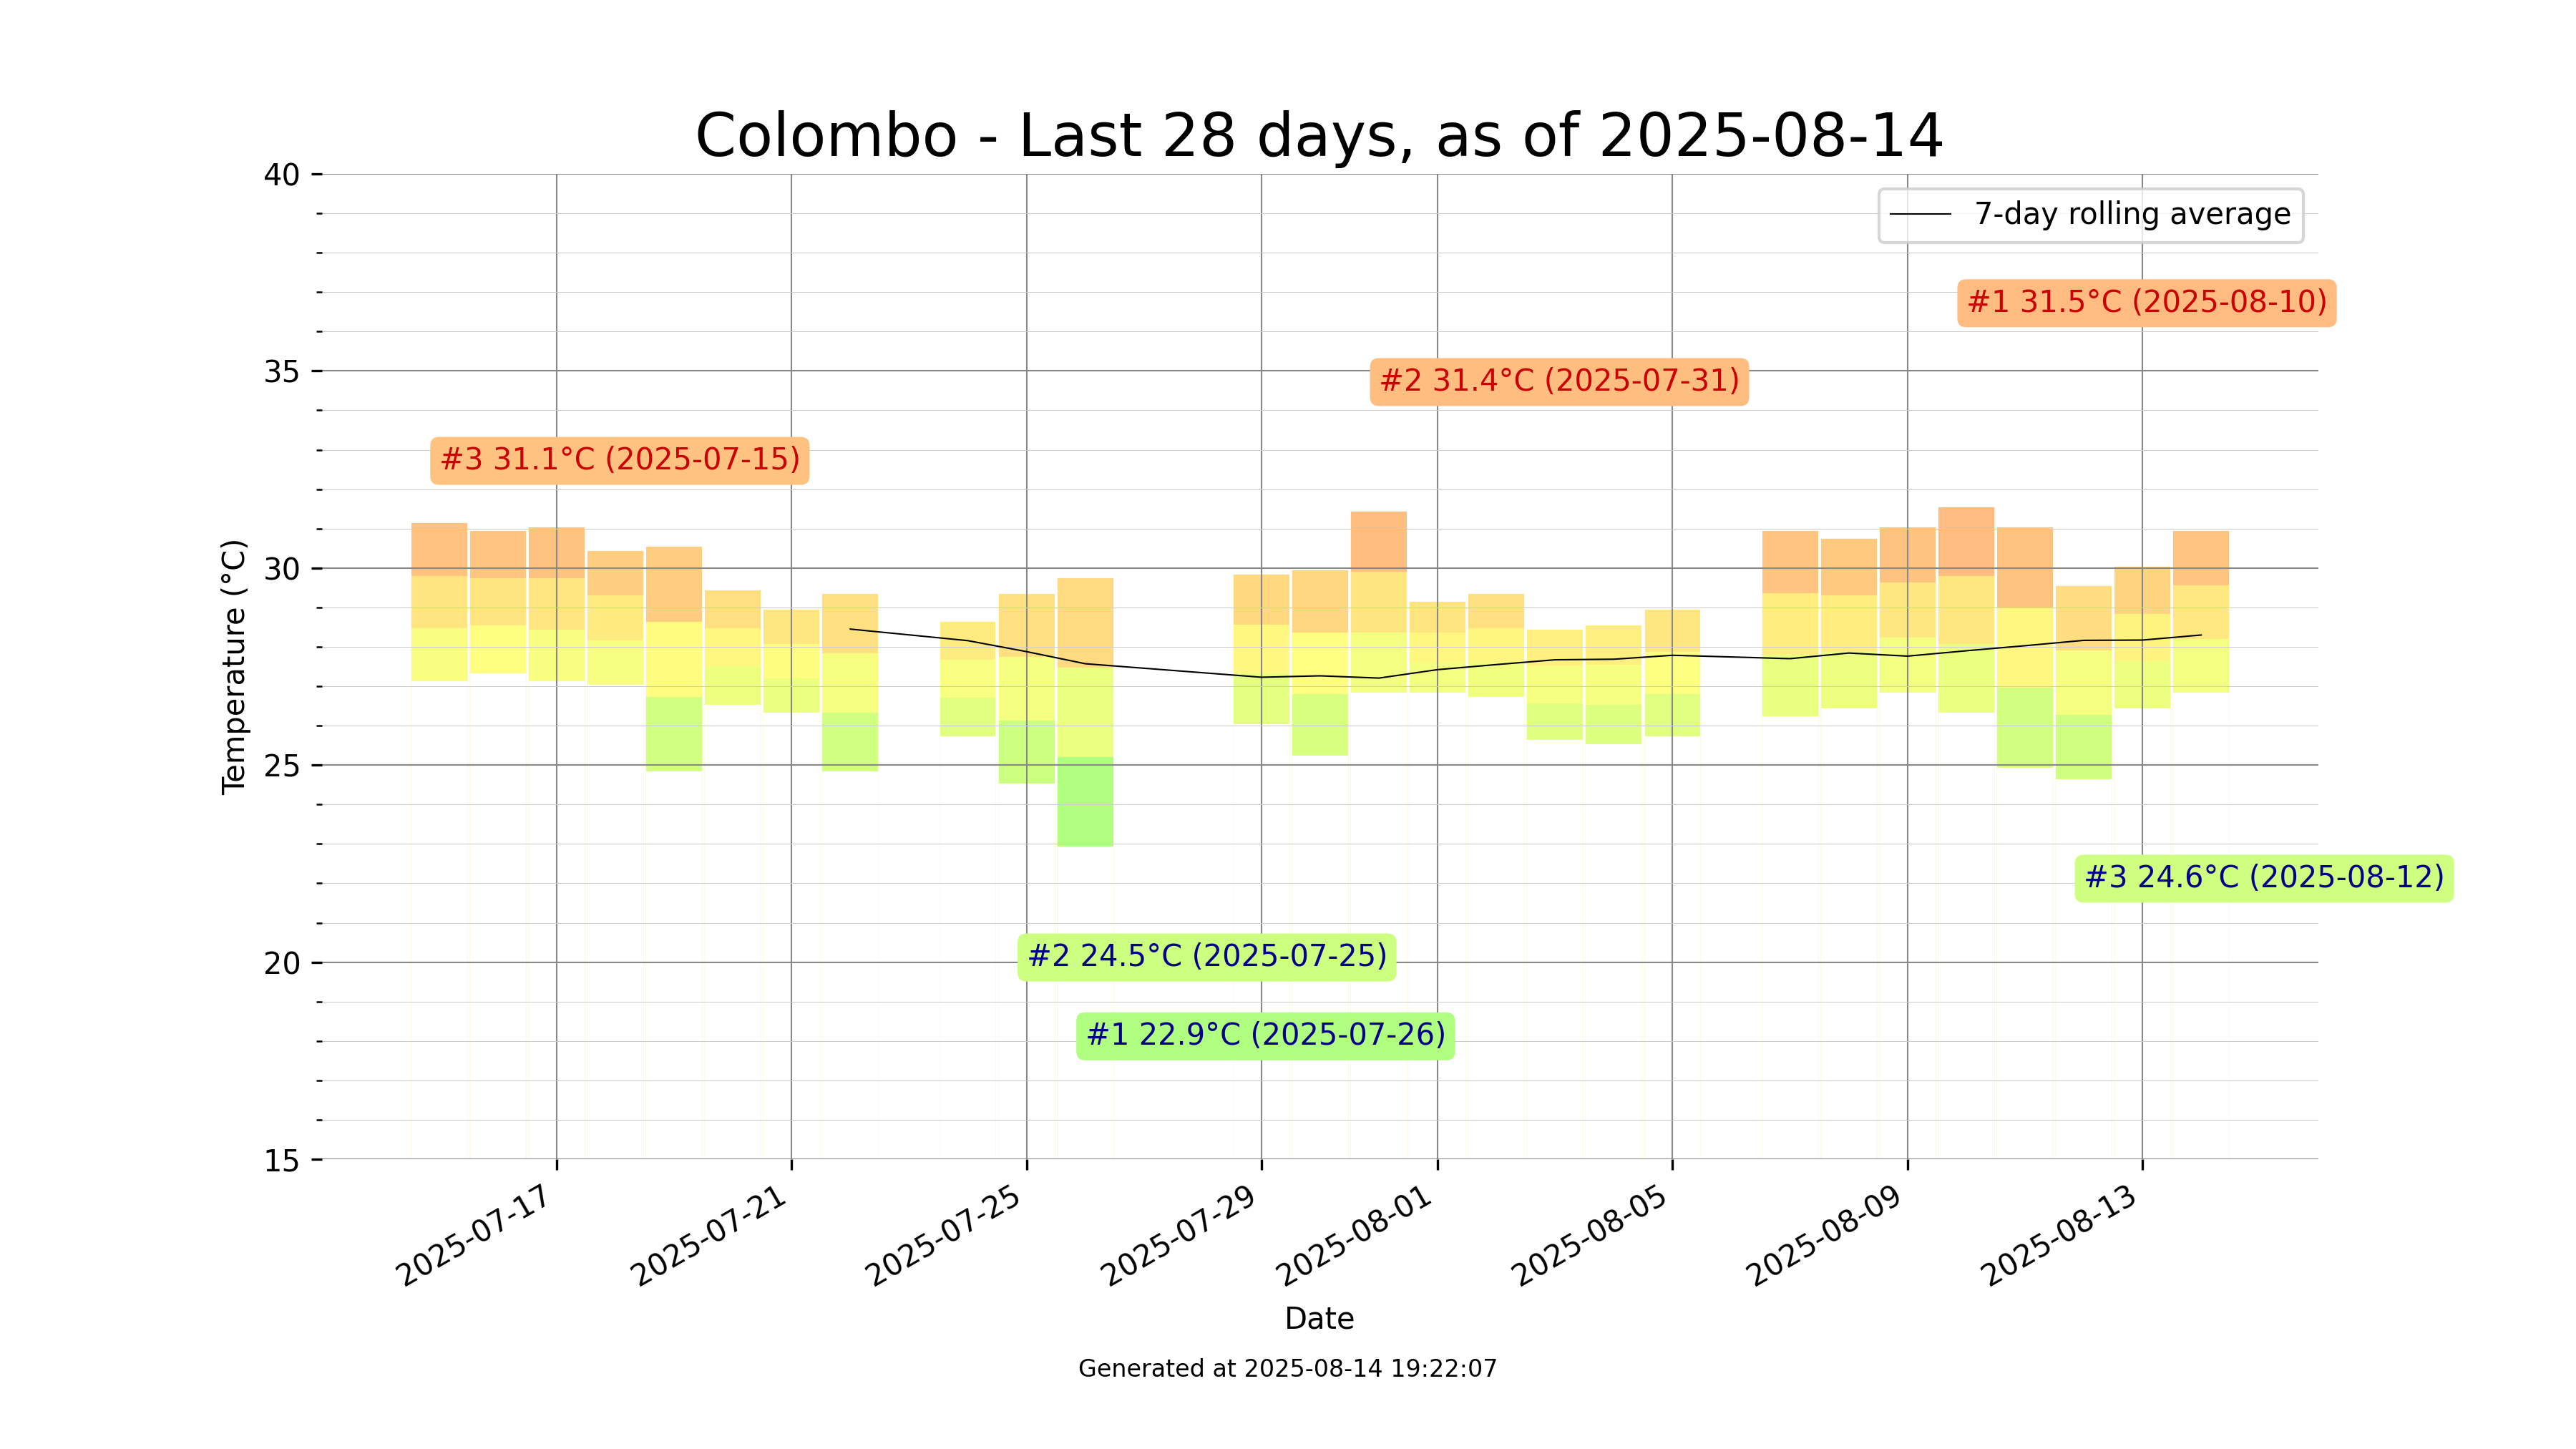 Colombo - Last 28 days, as of 2025-08-14
40
7-day rolling average
#1 31.5°C (2025-08-10)
35
#2 31.4°C (2025-07-31)
#3 31.1°C (2025-07-15)
30
Temperature (°C)
25
#3 24.6°C (2025-08-12)
#2 24.5°C (2025-07-25)
20
#1 22.9°C (2025-07-26)
15
2025-07-17
2025-07-21
2025-07-25
2025-07-29
2025-08-01
2025-08-05
2025-08-09
2025-08-13
Date
Generated at 2025-08-14 19:22:07